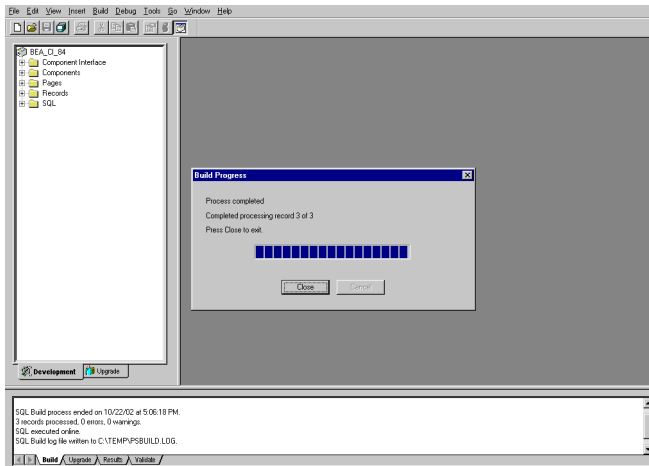 File Edit View Insert Build Debug Tools Go Window Help
BEA_CI_84
Component Interface
Components
Pages
Records
SQL
Build Progress
Process completed
Completed processing record 3 of 3
Press Close to exit.
Close Cancel
Development Upgrade
SQL Build process ended on 10/22/02 at 5:06:18 PM.
3 records processed, 0 errors, 0 warnings.
SQL executed online.
SQL Build log file written to C:\TEMP\PSBUILD.LOG.
Build Upgrade Results Validate